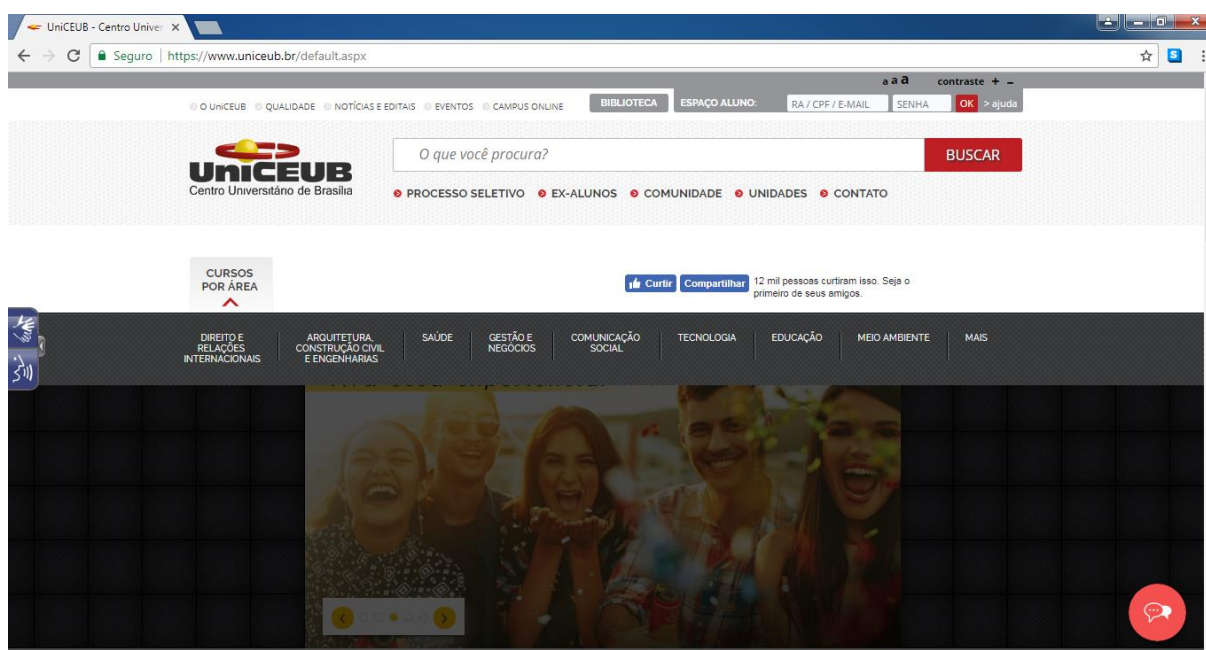 UniCEUB - Centro Univer
Seguro | https://www.uniceub.br/default.aspx
a a a contraste + -
O UniCEUB QUALIDADE NOTÍCIAS E EDITAIS EVENTOS CAMPUS ONLINE BIBLIOTECA ESPAÇO ALUNO: RA / CPF / E-MAIL SENHA OK > ajuda
UniCEUB
Centro Universitário de Brasília
O que você procura? BUSCAR
PROCESSO SELETIVO EX-ALUNOS COMUNIDADE UNIDADES CONTATO
CURSOS
POR ÁREA
Curtir Compartilhar 12 mil pessoas curtiram isso. Seja o
primeiro de seus amigos.
DIREITO E
RELAÇÕES
INTERNACIONAIS
ARQUITETURA,
CONSTRUÇÃO CIVIL
E ENGENHARIAS
SAÚDE
GESTÃO E
NEGÓCIOS
COMUNICAÇÃO
SOCIAL
TECNOLOGIA
EDUCAÇÃO
MEIO AMBIENTE
MAIS